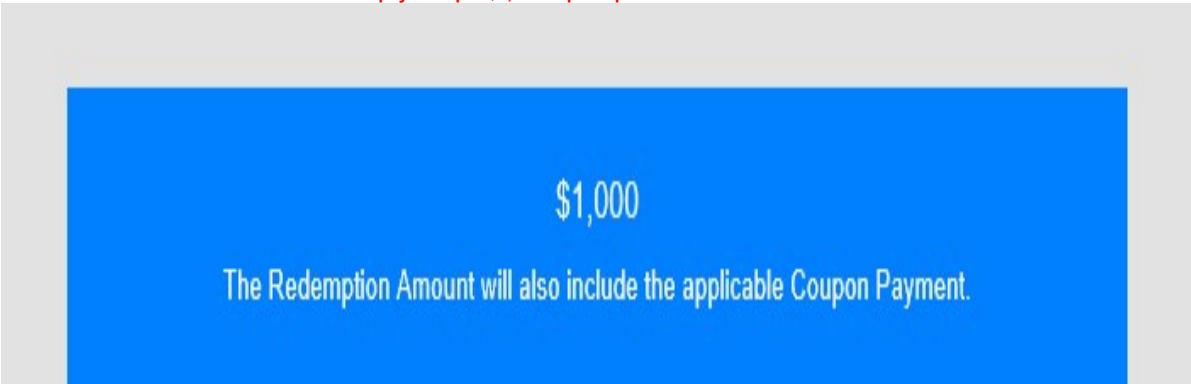 $1,000
The Redemption Amount will also include the applicable Coupon Payment.